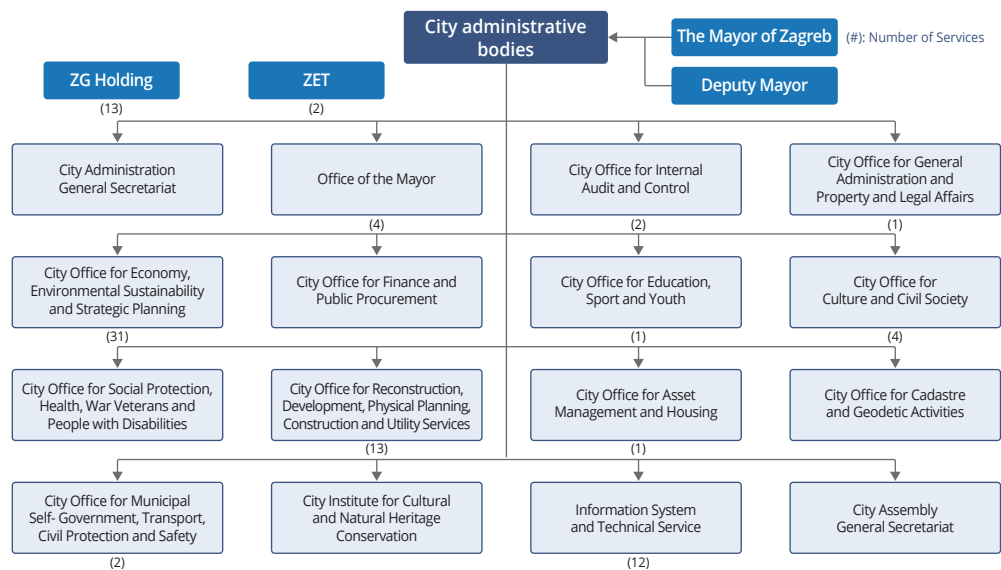 City administrative
bodies
The Mayor of Zagreb
(#): Number of Services
Deputy Mayor
ZG Holding
(13)
ZET
(2)
City Administration
General Secretariat
Office of the Mayor
(4)
City Office for Internal
Audit and Control
(2)
City Office for General
Administration and
Property and Legal Affairs
(1)
City Office for Economy,
Environmental Sustainability
and Strategic Planning
(31)
City Office for Finance and
Public Procurement
City Office for Education,
Sport and Youth
(1)
City Office for
Culture and Civil Society
(4)
City Office for Social Protection,
Health, War Veterans and
People with Disabilities
City Office for Reconstruction,
Development, Physical Planning,
Construction and Utility Services
(13)
City Office for Asset
Management and Housing
(1)
City Office for Cadastre
and Geodetic Activities
City Office for Municipal
Self- Government, Transport,
Civil Protection and Safety
(2)
City Institute for Cultural
and Natural Heritage
Conservation
Information System
and Technical Service
(12)
City Assembly
General Secretariat